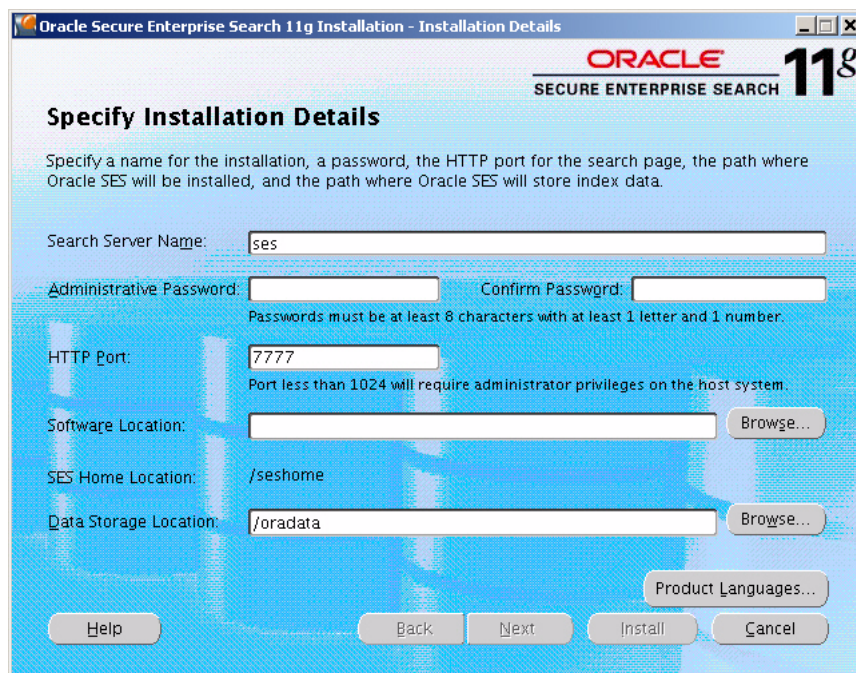 Oracle Secure Enterprise Search 11g Installation - Installation Details
ORACLE
SECURE ENTERPRISE SEARCH 11g
Specify Installation Details
Specify a name for the installation, a password, the HTTP port for the search page, the path where
Oracle SES will be installed, and the path where Oracle SES will store index data.
Search Server Name: ses
Administrative Password: Confirm Password:
Passwords must be at least 8 characters with at least 1 letter and 1 number.
HTTP Port: 7777
Port less than 1024 will require administrator privileges on the host system.
Software Location: Browse...
SES Home Location: /seshome
Data Storage Location: /oradata Browse...
Product Languages...
Help Back Next Install Cancel